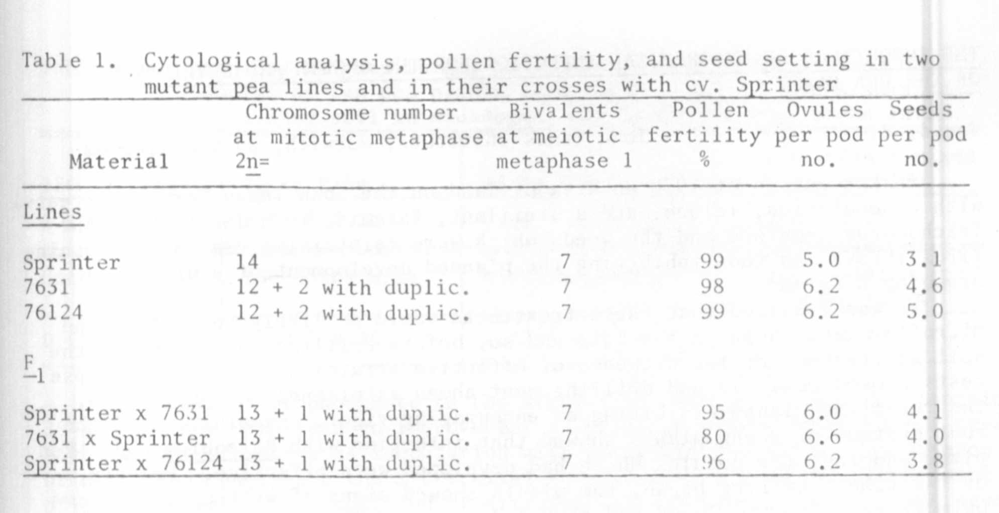 Table 1. Cytological analysis, pollen fertility, and seed setting in two
mutant pea lines and in their crosses with cv. Sprinter
Chromosome number Bivalents Pollen Ovules Seeds
at mitotic metaphase at meiotic fertility per pod per pod
Material 2n= metaphase 1 % no. no.
Lines
Sprinter 14 7 99 5.0 3.1
7631 12 + 2 with duplic. 7 98 6.2 4.6
76124 12 + 2 with duplic. 7 99 6.2 5.0
F1
Sprinter x 7631 13 + 1 with duplic. 7 95 6.0 4.1
7631 x Sprinter 13 + 1 with duplic. 7 80 6.6 4.0
Sprinter x 76124 13 + 1 with duplic. 7 96 6.2 3.8